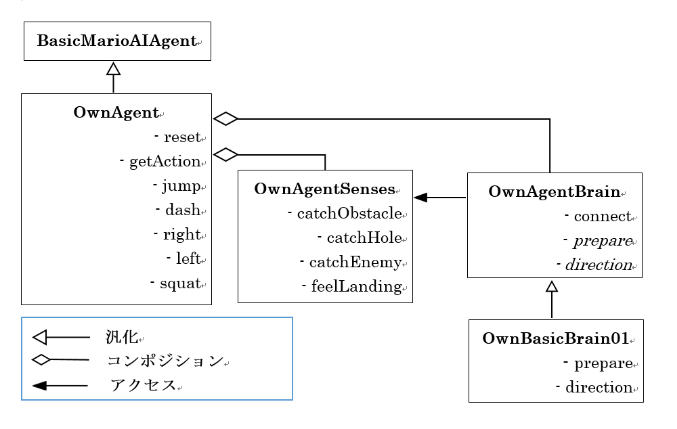 BasicMarioAIAgent
OwnAgent
- reset
- getAction
- jump
- dash
- right
- left
- squat
OwnAgentSenses
- catchObstacle
- catchHole
- catchEnemy
- feelLanding
OwnAgentBrain
- connect
- prepare
- direction
OwnBasicBrain01
- prepare
- direction
汎化
コンポジション
アクセス